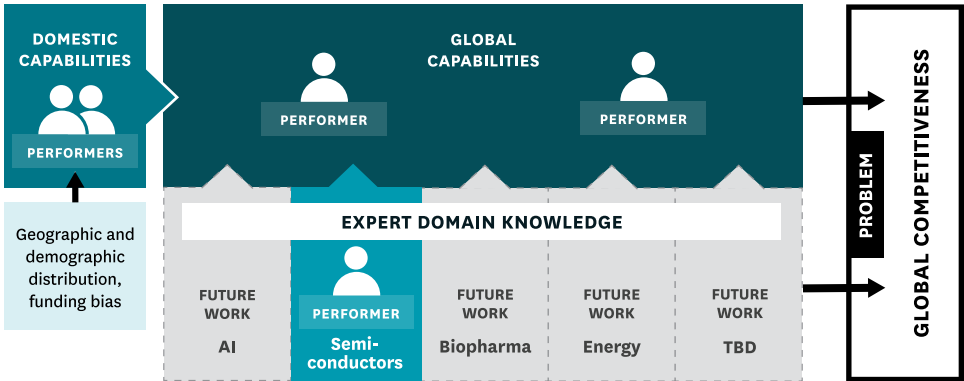 DOMESTIC
CAPABILITIES
PERFORMERS
Geographic and
demographic
distribution,
funding bias
GLOBAL
CAPABILITIES
PERFORMER
PERFORMER
EXPERT DOMAIN KNOWLEDGE
FUTURE
WORK
AI
PERFORMER
Semi-
conductors
FUTURE
WORK
Biopharma
FUTURE
WORK
Energy
FUTURE
WORK
TBD
PROBLEM
GLOBAL COMPETITIVENESS